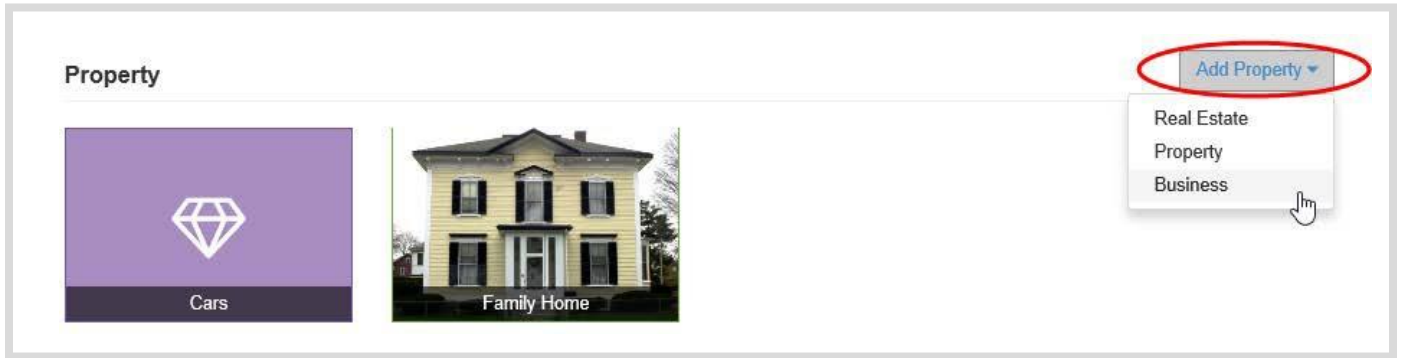 Property
Add Property
Real Estate
Property
Business
Cars
Family Home